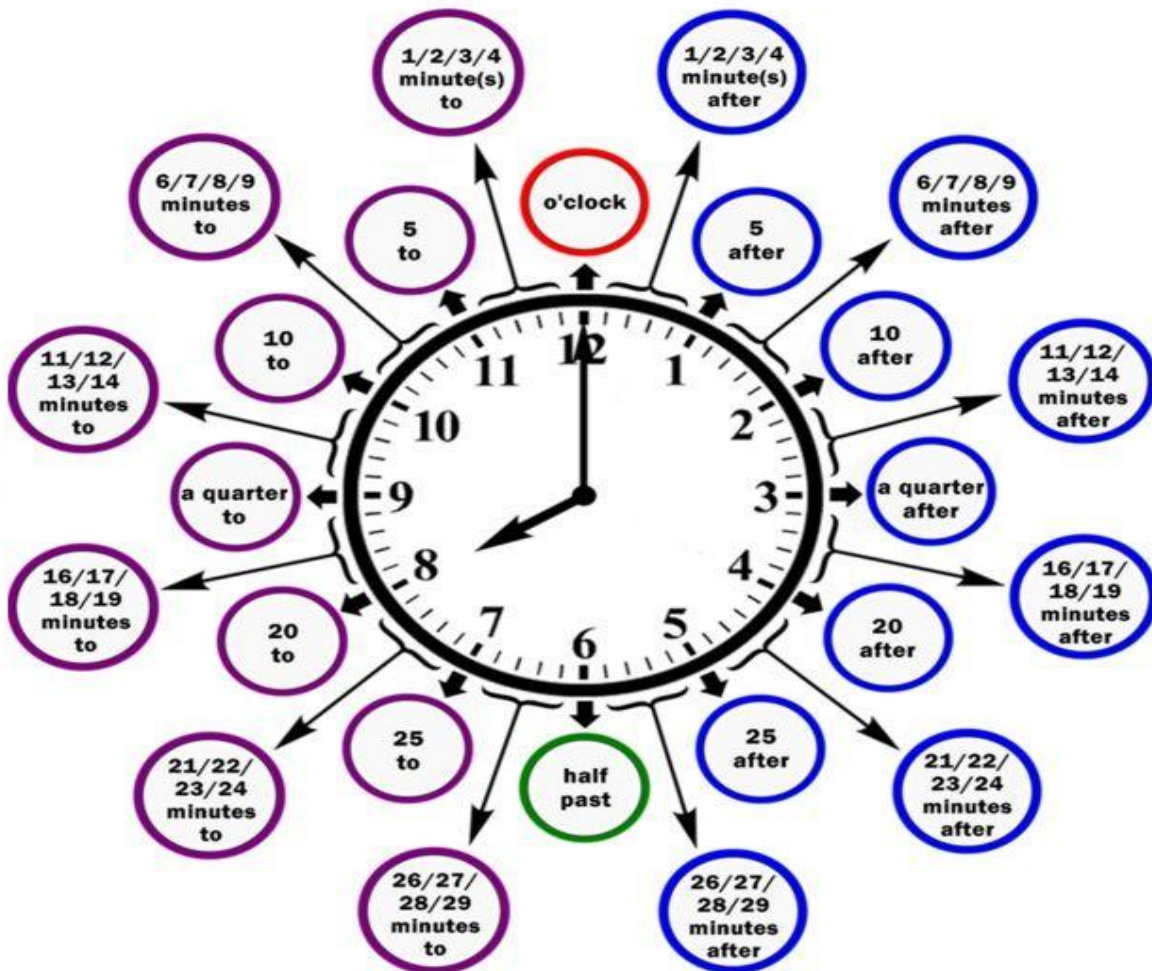 1/2/3/4
minute(s)
to
1/2/3/4
minute(s)
after
6/7/8/9
minutes
to
5
to
o'clock
5
after
6/7/8/9
minutes
after
11/12/
13/14
minutes
to
10
to
10
after
11/12/
13/14
minutes
after
a quarter
to
a quarter
after
16/17/
18/19
minutes
to
20
to
20
after
16/17/
18/19
minutes
after
21/22/
23/24
minutes
to
25
to
half
past
25
after
21/22/
23/24
minutes
after
26/27/
28/29
minutes
to
26/27/
28/29
minutes
after
12
1
2
3
4
5
6
7
8
9
10
11